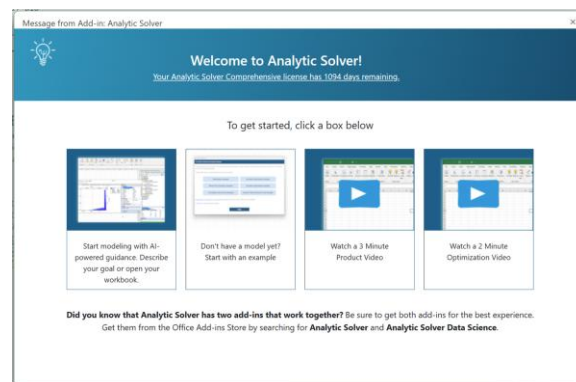 Message from Add-in: Analytic Solver
Welcome to Analytic Solver!
Your Analytic Solver Comprehensive license has 1094 days remaining.
To get started, click a box below
Start modeling with AI-
powered guidance. Describe
your goal or open your
workbook.
Don't have a model yet?
Start with an example
Watch a 3 Minute
Product Video
Watch a 2 Minute
Optimization Video
Did you know that Analytic Solver has two add-ins that work together? Be sure to get both add-ins for the best experience.
Get them from the Office Add-ins Store by searching for Analytic Solver and Analytic Solver Data Science.